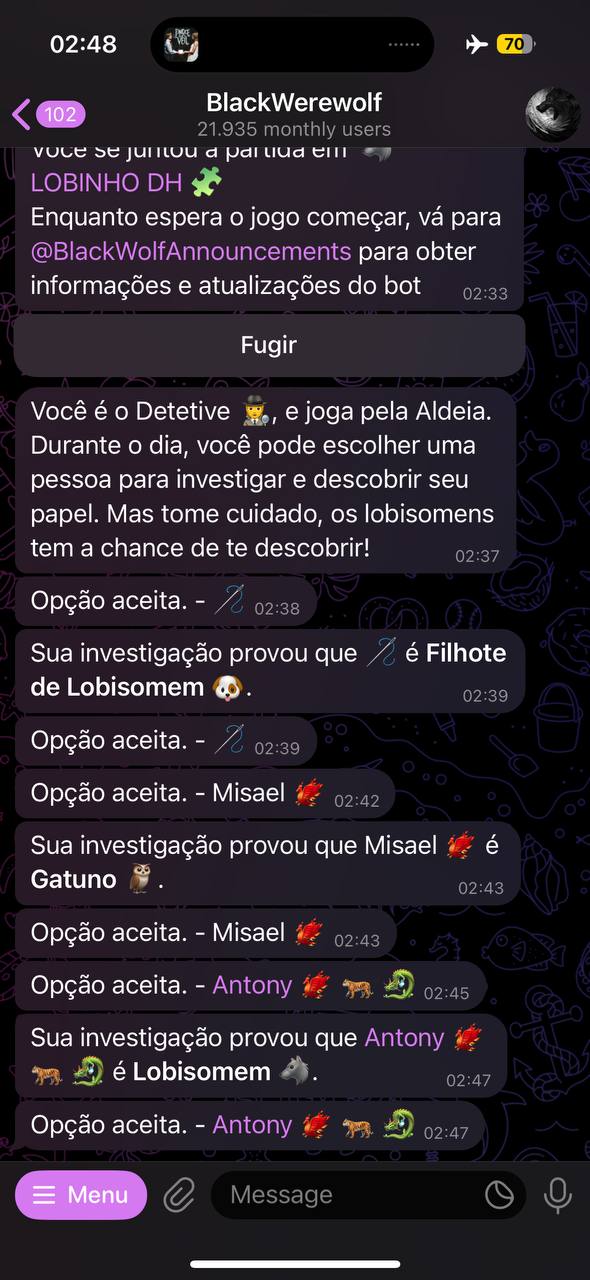 02:48
70
102
BlackWerewolf
21.935 monthly users
Você se juntou a partida em 🐺
LOBINHO DH 🧩
Enquanto espera o jogo começar, vá para
@BlackWolfAnnouncements para obter
informações e atualizações do bot 02:33
Fugir
Você é o Detetive 🕵️, e joga pela Aldeia.
Durante o dia, você pode escolher uma
pessoa para investigar e descobrir seu
papel. Mas tome cuidado, os lobisomens
tem a chance de te descobrir! 02:37
Opção aceita. - 🪡 02:38
Sua investigação provou que 🪡 é Filhote
de Lobisomem 🐶. 02:39
Opção aceita. - 🪡 02:39
Opção aceita. - Misael 🐦‍🔥 02:42
Sua investigação provou que Misael 🐦‍🔥 é
Gatuno 🦉. 02:43
Opção aceita. - Misael 🐦‍🔥 02:43
Opção aceita. - Antony 🐦‍🔥 🐅 🐉 02:45
Sua investigação provou que Antony 🐦‍🔥
🐅 🐉 é Lobisomem 🐺. 02:47
Opção aceita. - Antony 🐦‍🔥 🐅 🐉 02:47
Menu
Message